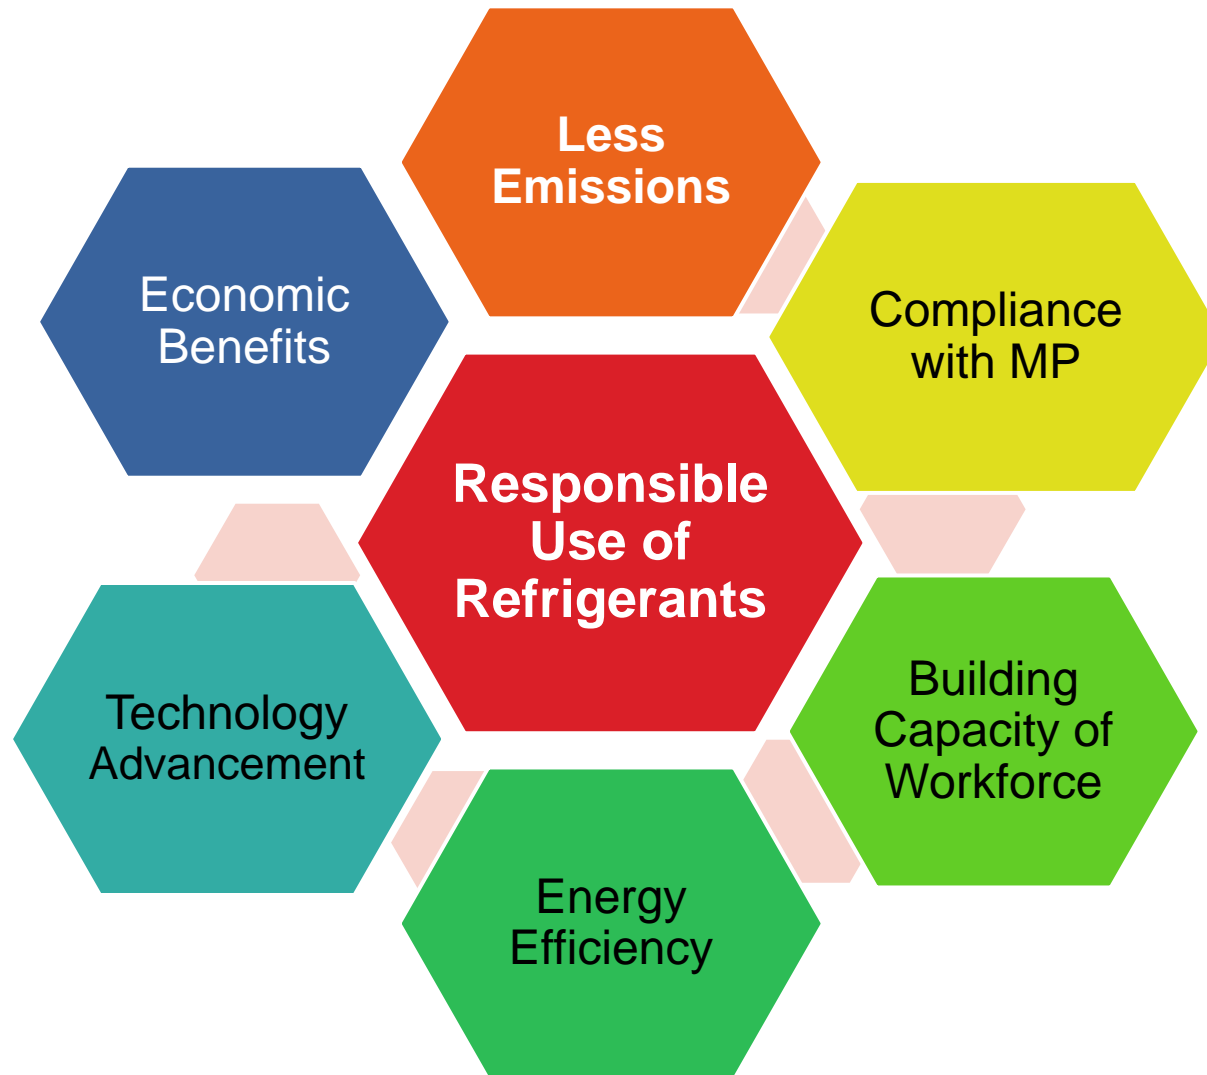 Less
Emissions
Compliance
with MP
Building
Capacity of
Workforce
Energy
Efficiency
Technology
Advancement
Economic
Benefits
Responsible
Use of
Refrigerants